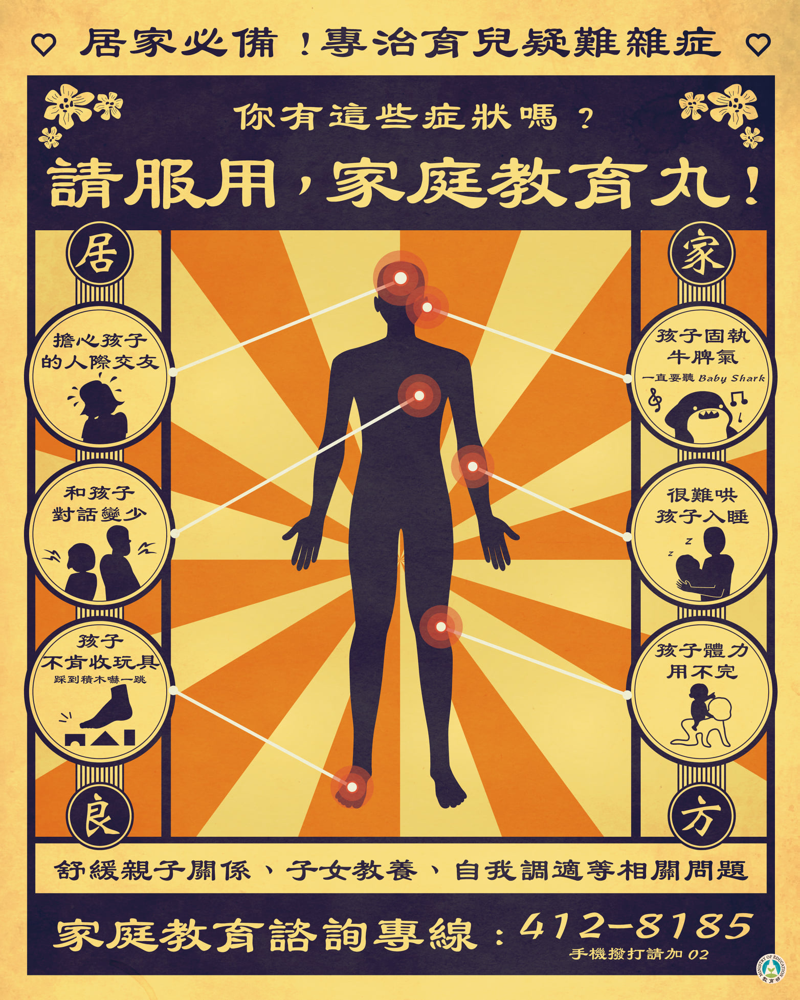 居家必備！專治育兒疑難雜症
你有這些症狀嗎？
請服用，家庭教育丸！
居
擔心孩子
的人際交友
和孩子
對話變少
孩子
不肯收玩具
踩到積木嚇一跳
良
家
孩子固執
牛脾氣
一直要聽 Baby Shark
很難哄
孩子入睡
z
z
孩子體力
用不完
方
舒緩親子關係、子女教養、自我調適等相關問題
家庭教育諮詢專線：412-8185
手機撥打請加 02
MINISTRY OF EDUCATION
教育部